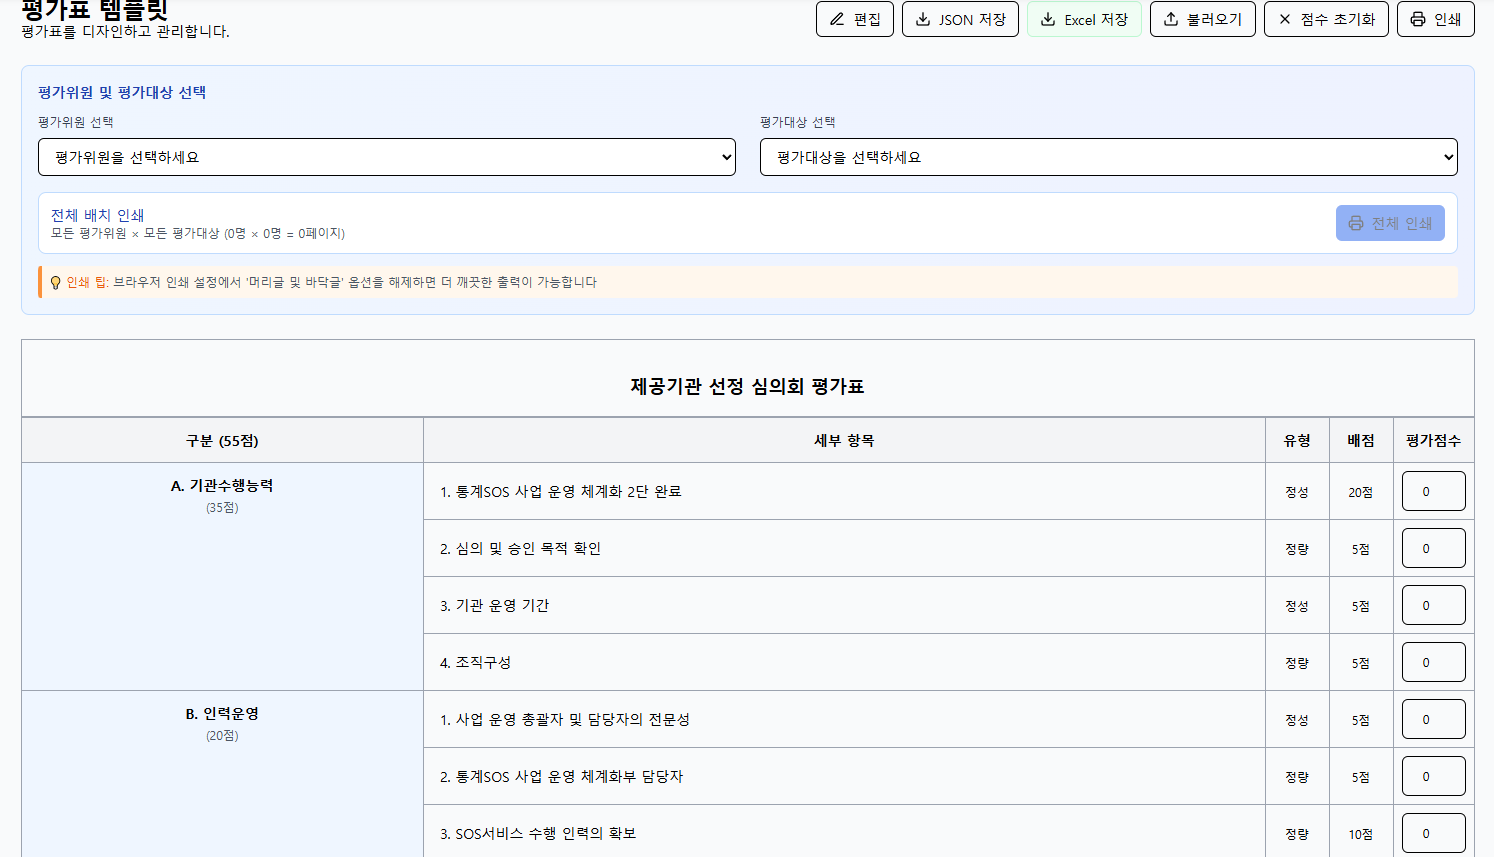 평가표 템플릿
평가표를 디자인하고 관리합니다.
편집
JSON 저장
Excel 저장
불러오기
점수 초기화
인쇄
평가위원 및 평가대상 선택
평가위원 선택
평가대상 선택
평가위원을 선택하세요
평가대상을 선택하세요
전체 배치 인쇄
모든 평가위원 × 모든 평가대상 (0명 × 0명 = 0페이지)
전체 인쇄
인쇄 팁: 브라우저 인쇄 설정에서 '머리글 및 바닥글' 옵션을 해제하면 더 깨끗한 출력이 가능합니다
제공기관 선정 심의회 평가표
구분 (55점) 세부 항목 유형 배점 평가점수
A. 기관수행능력
(35점)
1. 통계SOS 사업 운영 체계화 2단 완료 정성 20점 0
2. 심의 및 승인 목적 확인 정량 5점 0
3. 기관 운영 기간 정성 5점 0
4. 조직구성 정량 5점 0
B. 인력운영
(20점)
1. 사업 운영 총괄자 및 담당자의 전문성 정성 5점 0
2. 통계SOS 사업 운영 체계화부 담당자 정량 5점 0
3. SOS서비스 수행 인력의 확보 정량 10점 0